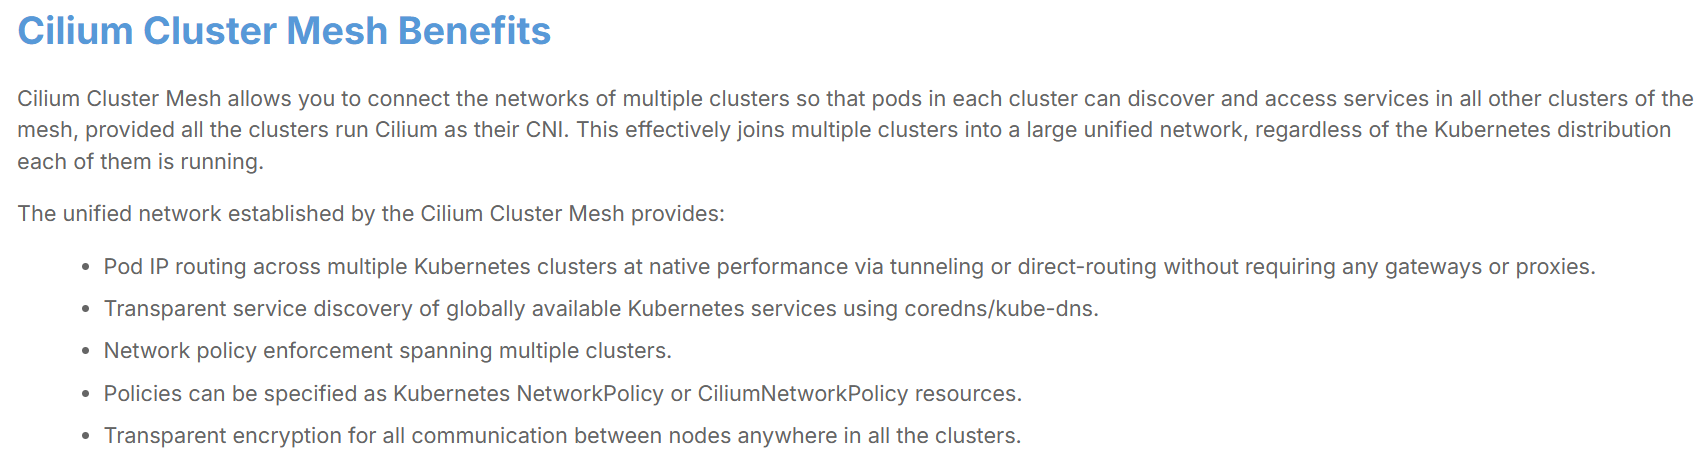 Cilium Cluster Mesh Benefits
Cilium Cluster Mesh allows you to connect the networks of multiple clusters so that pods in each cluster can discover and access services in all other clusters of the
mesh, provided all the clusters run Cilium as their CNI. This effectively joins multiple clusters into a large unified network, regardless of the Kubernetes distribution
each of them is running.
The unified network established by the Cilium Cluster Mesh provides:
• Pod IP routing across multiple Kubernetes clusters at native performance via tunneling or direct-routing without requiring any gateways or proxies.
• Transparent service discovery of globally available Kubernetes services using coredns/kube-dns.
• Network policy enforcement spanning multiple clusters.
• Policies can be specified as Kubernetes NetworkPolicy or CiliumNetworkPolicy resources.
• Transparent encryption for all communication between nodes anywhere in all the clusters.